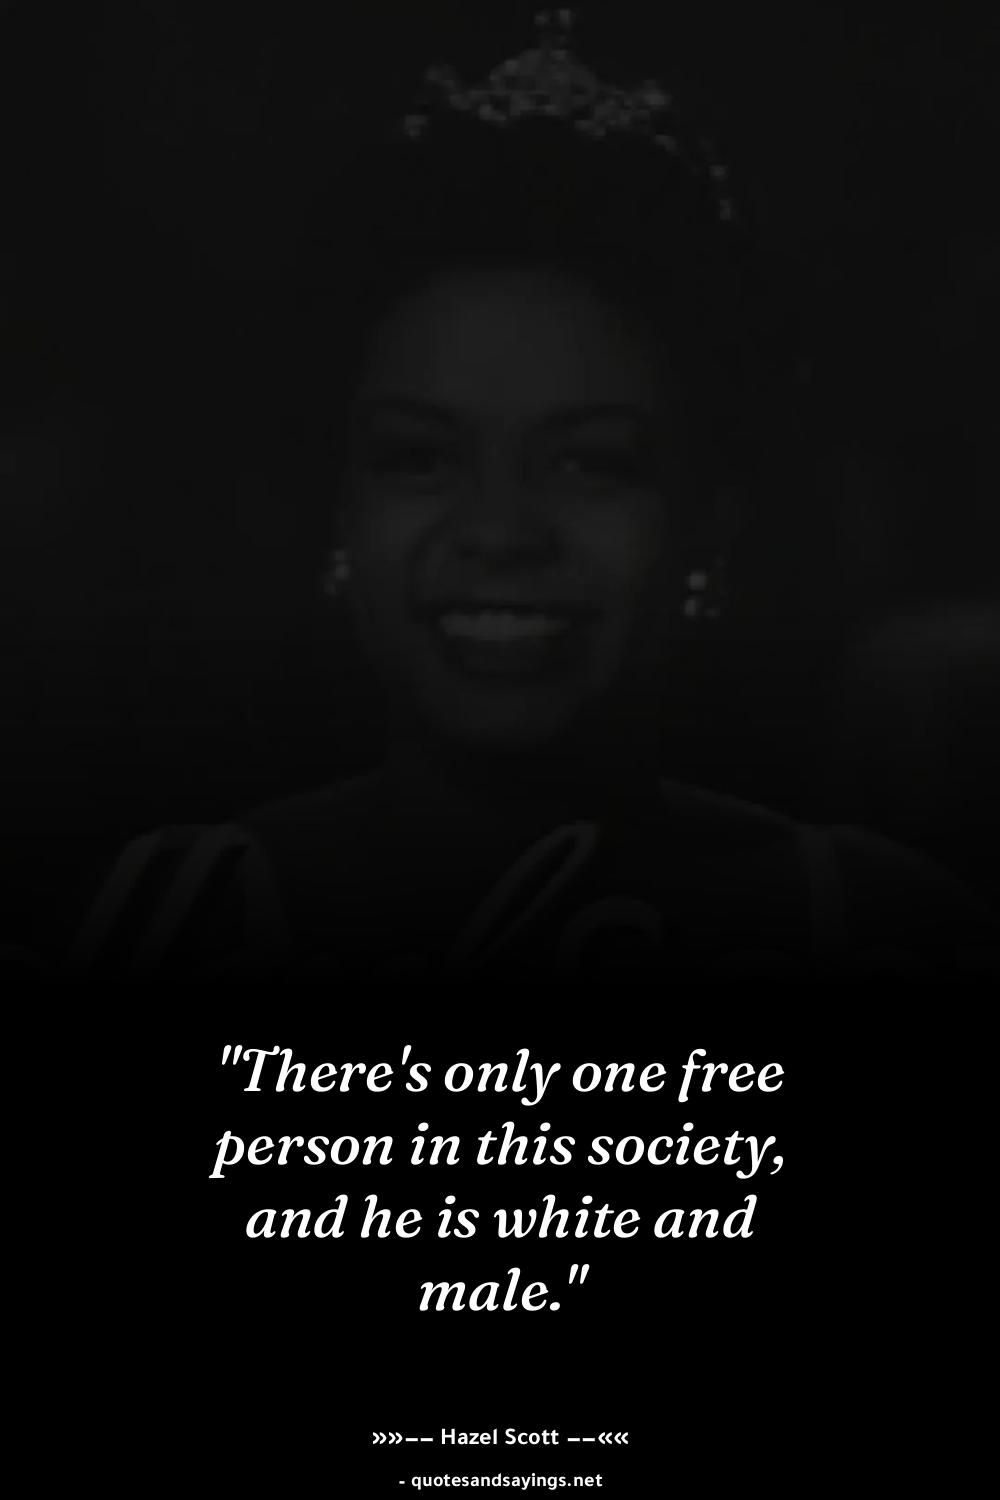 "There's only one free
person in this society,
and he is white and
male."
»»–– Hazel Scott ––««
- quotesandsayings.net